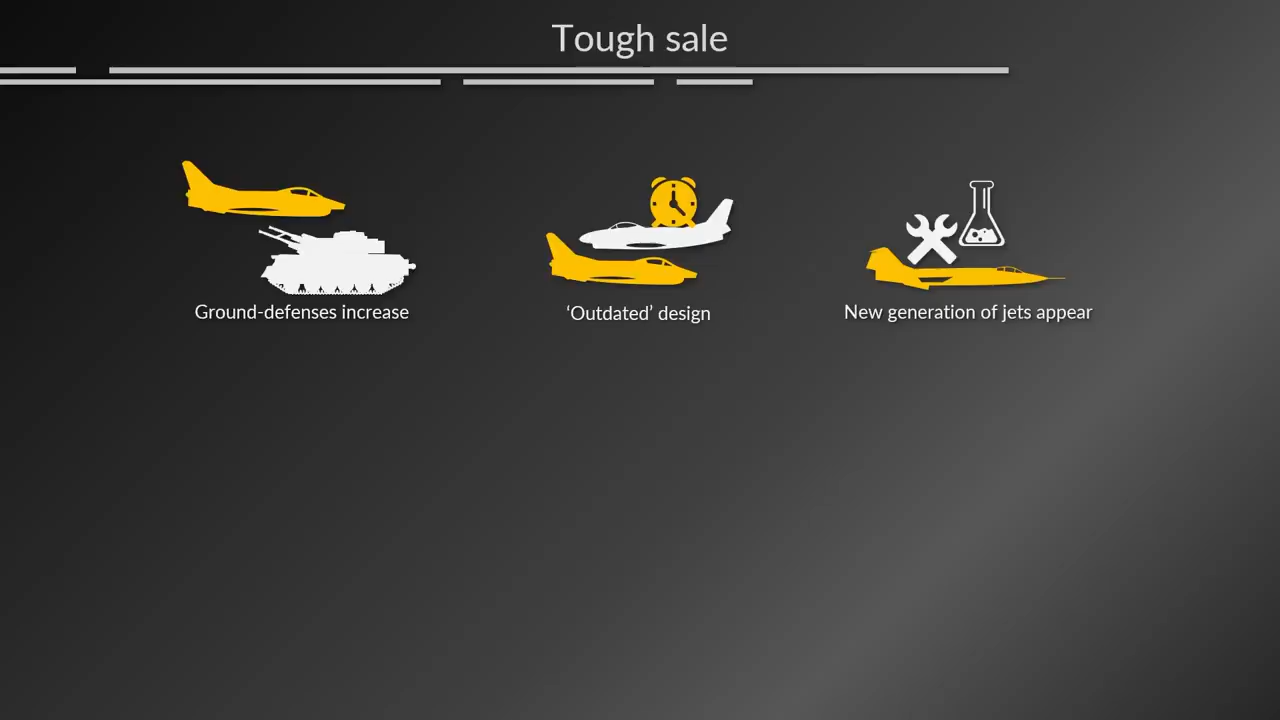 Tough sale
Ground-defenses increase
‘Outdated’ design
New generation of jets appear